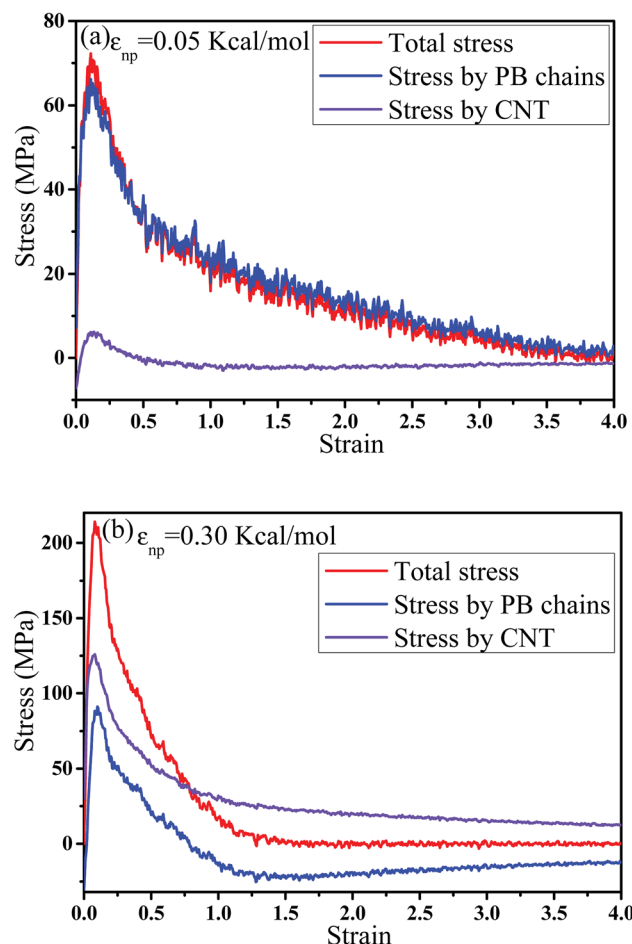 (a) ε_np=0.05 Kcal/mol
Total stress
Stress by PB chains
Stress by CNT
80
60
40
20
0
Stress (MPa)
0.0 0.5 1.0 1.5 2.0 2.5 3.0 3.5 4.0
Strain
(b) ε_np=0.30 Kcal/mol
Total stress
Stress by PB chains
Stress by CNT
200
150
100
50
0
Stress (MPa)
0.0 0.5 1.0 1.5 2.0 2.5 3.0 3.5 4.0
Strain